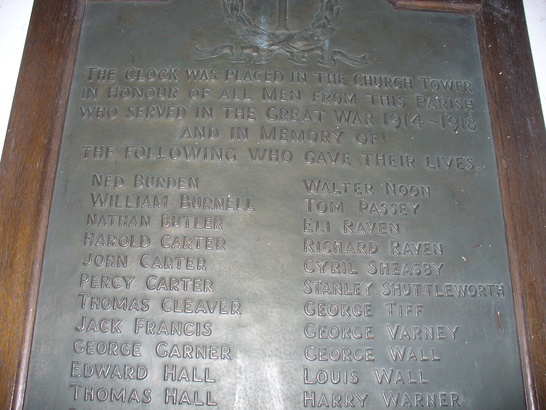 THE CLOCK WAS PLACED IN THE CHURCH TOWER
IN HONOUR OF ALL MEN FROM THIS PARISH
WHO SERVED IN THE GREAT WAR 1914-1918
AND IN MEMORY OF
THE FOLLOWING WHO GAVE THEIR LIVES.
NED BURDEN
WILLIAM BURNELL
NATHAN BUTLER
HAROLD CARTER
JOHN CARTER
PERCY CARTER
THOMAS CLEAVER
JACK FRANCIS
GEORGE GARNER
EDWARD HALL
THOMAS HALL
WALTER NOON
TOM PASSEY
ELI RAVEN
RICHARD RAVEN
CYRIL SHEASBY
STANLEY SHUTTLEWORTH
GEORGE TIFF
GEORGE VARNEY
GEORGE WALL
LOUIS WALL
HARRY WARNER